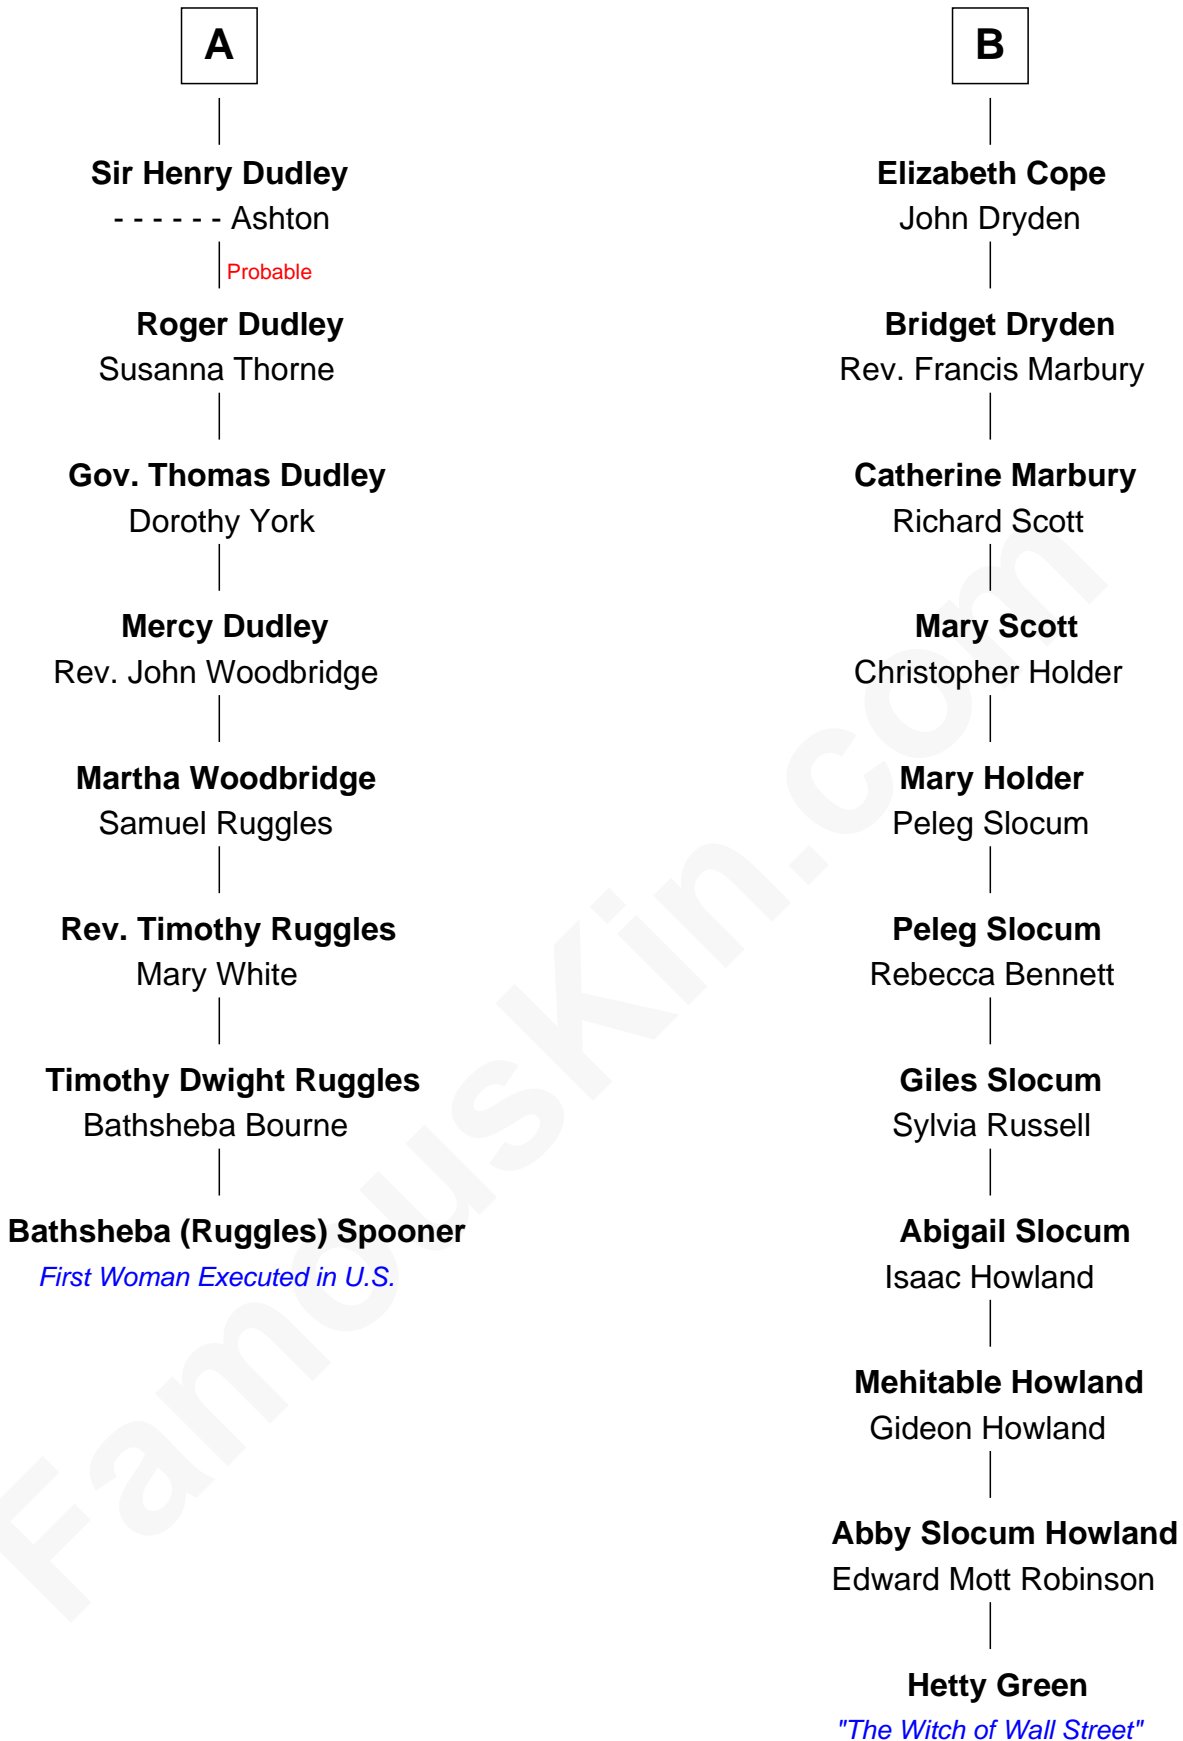 A
Sir Henry Dudley
- - - - - - Ashton
Probable
Roger Dudley
Susanna Thorne
Gov. Thomas Dudley
Dorothy York
Mercy Dudley
Rev. John Woodbridge
Martha Woodbridge
Samuel Ruggles
Rev. Timothy Ruggles
Mary White
Timothy Dwight Ruggles
Bathsheba Bourne
Bathsheba (Ruggles) Spooner
First Woman Executed in U.S.
B
Elizabeth Cope
John Dryden
Bridget Dryden
Rev. Francis Marbury
Catherine Marbury
Richard Scott
Mary Scott
Christopher Holder
Mary Holder
Peleg Slocum
Peleg Slocum
Rebecca Bennett
Giles Slocum
Sylvia Russell
Abigail Slocum
Isaac Howland
Mehitable Howland
Gideon Howland
Abby Slocum Howland
Edward Mott Robinson
Hetty Green
"The Witch of Wall Street"
FamousKin.com